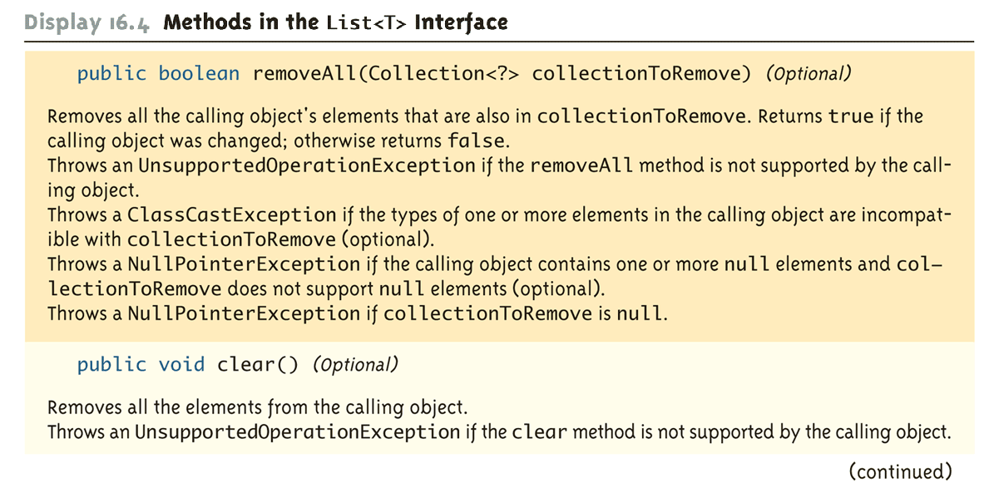 Display 16.4 Methods in the List<T> Interface
public boolean removeAll(Collection<?> collectionToRemove) (Optional)
Removes all the calling object's elements that are also in collectionToRemove. Returns true if the
calling object was changed; otherwise returns false.
Throws an UnsupportedOperationException if the removeAll method is not supported by the call-
ing object.
Throws a ClassCastException if the types of one or more elements in the calling object are incompat-
ible with collectionToRemove (optional).
Throws a NullPointerException if the calling object contains one or more null elements and col–
lectionToRemove does not support null elements (optional).
Throws a NullPointerException if collectionToRemove is null.
public void clear() (Optional)
Removes all the elements from the calling object.
Throws an UnsupportedOperationException if the clear method is not supported by the calling object.
(continued)